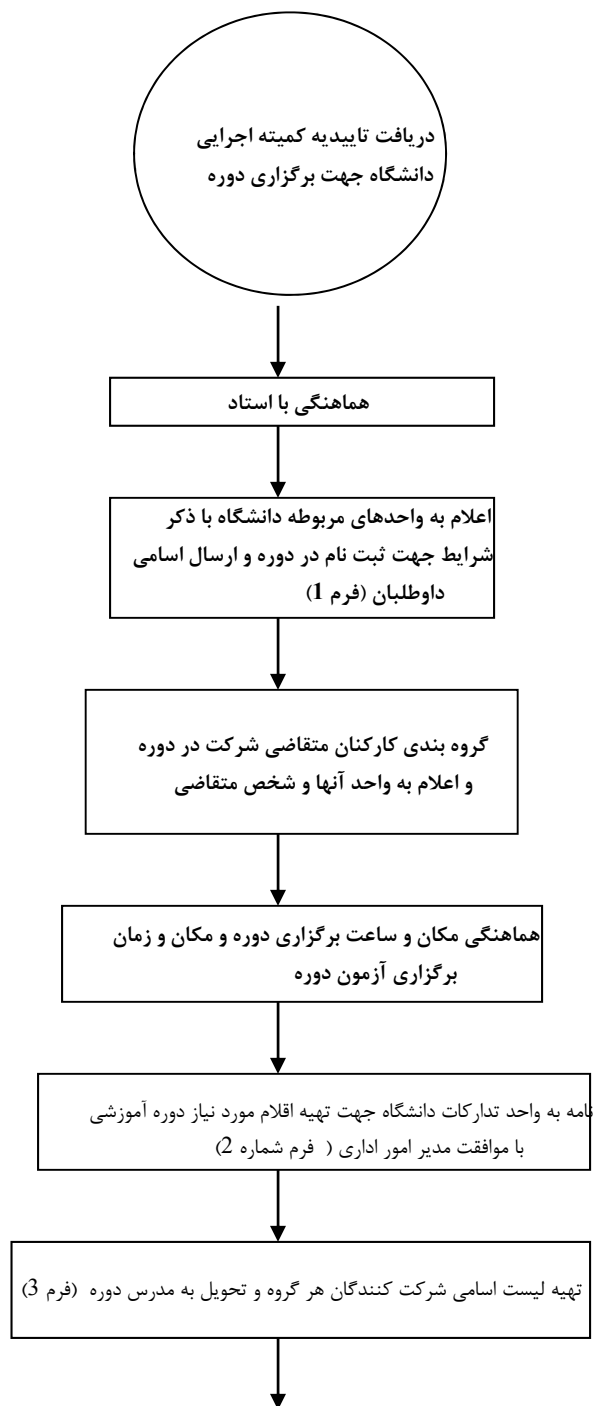 دریافت تاییدیه کمیته اجرایی
دانشگاه جهت برگزاری دوره
هماهنگی با استاد
اعلام به واحدهای مربوطه دانشگاه با ذکر
شرایط جهت ثبت نام در دوره و ارسال اسامی
داوطلبان (فرم 1)
گروه بندی کارکنان متقاضی شرکت در دوره
و اعلام به واحد آنها و شخص متقاضی
هماهنگی مکان و ساعت برگزاری دوره و مکان و زمان
برگزاری آزمون دوره
نامه به واحد تدارکات دانشگاه جهت تهیه اقلام مورد نیاز دوره آموزشی
با موافقت مدیر امور اداری ( فرم شماره 2)
تهیه لیست اسامی شرکت کنندگان هر گروه و تحویل به مدرس دوره (فرم 3)